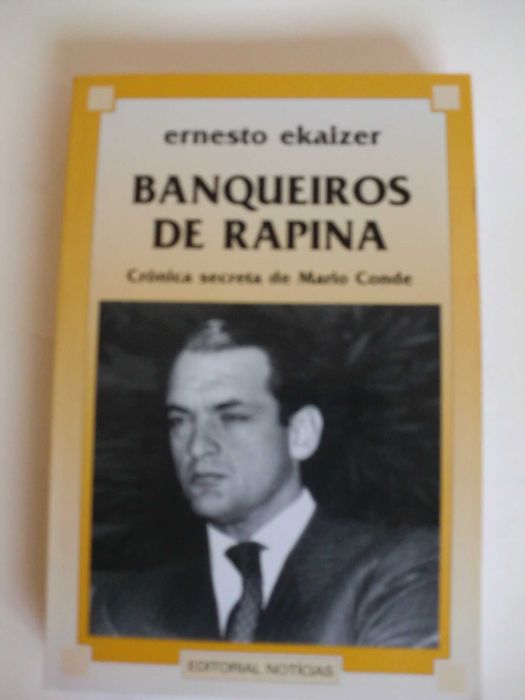 ernesto ekaizer
BANQUEIROS
DE RAPINA
Crónica secreta de Mario Conde
EDITORIAL NOTÍCIAS